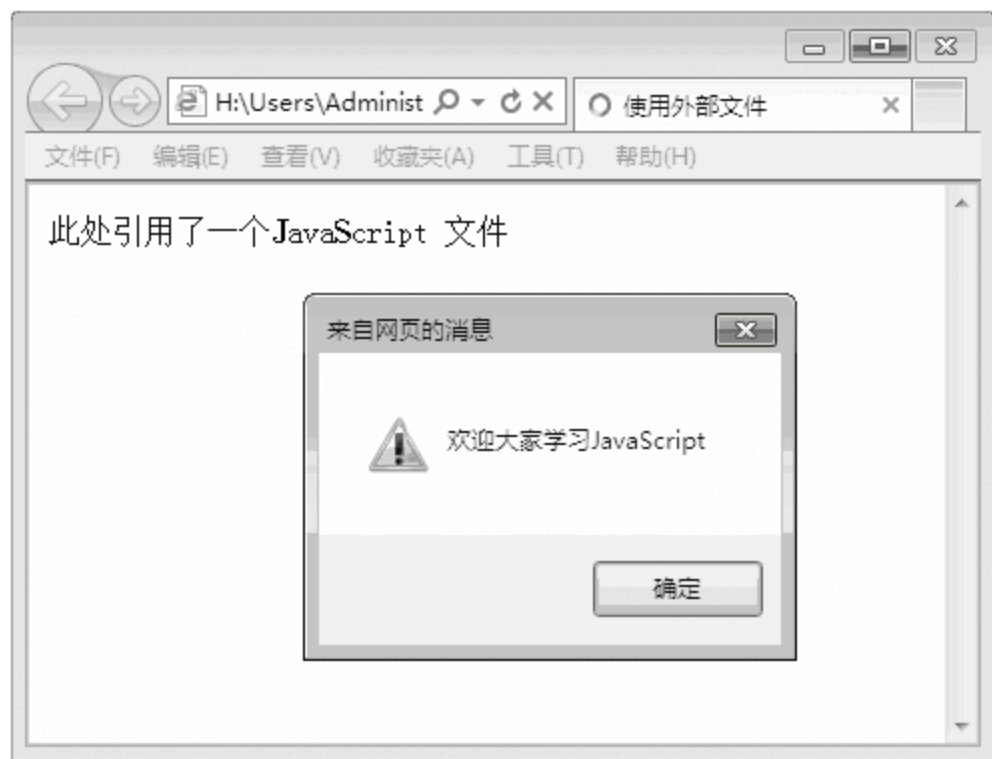 H:\Users\Administ
使用外部文件
文件(F) 编辑(E) 查看(V) 收藏夹(A) 工具(T) 帮助(H)
此处引用了一个JavaScript 文件
来自网页的消息
欢迎大家学习JavaScript
确定